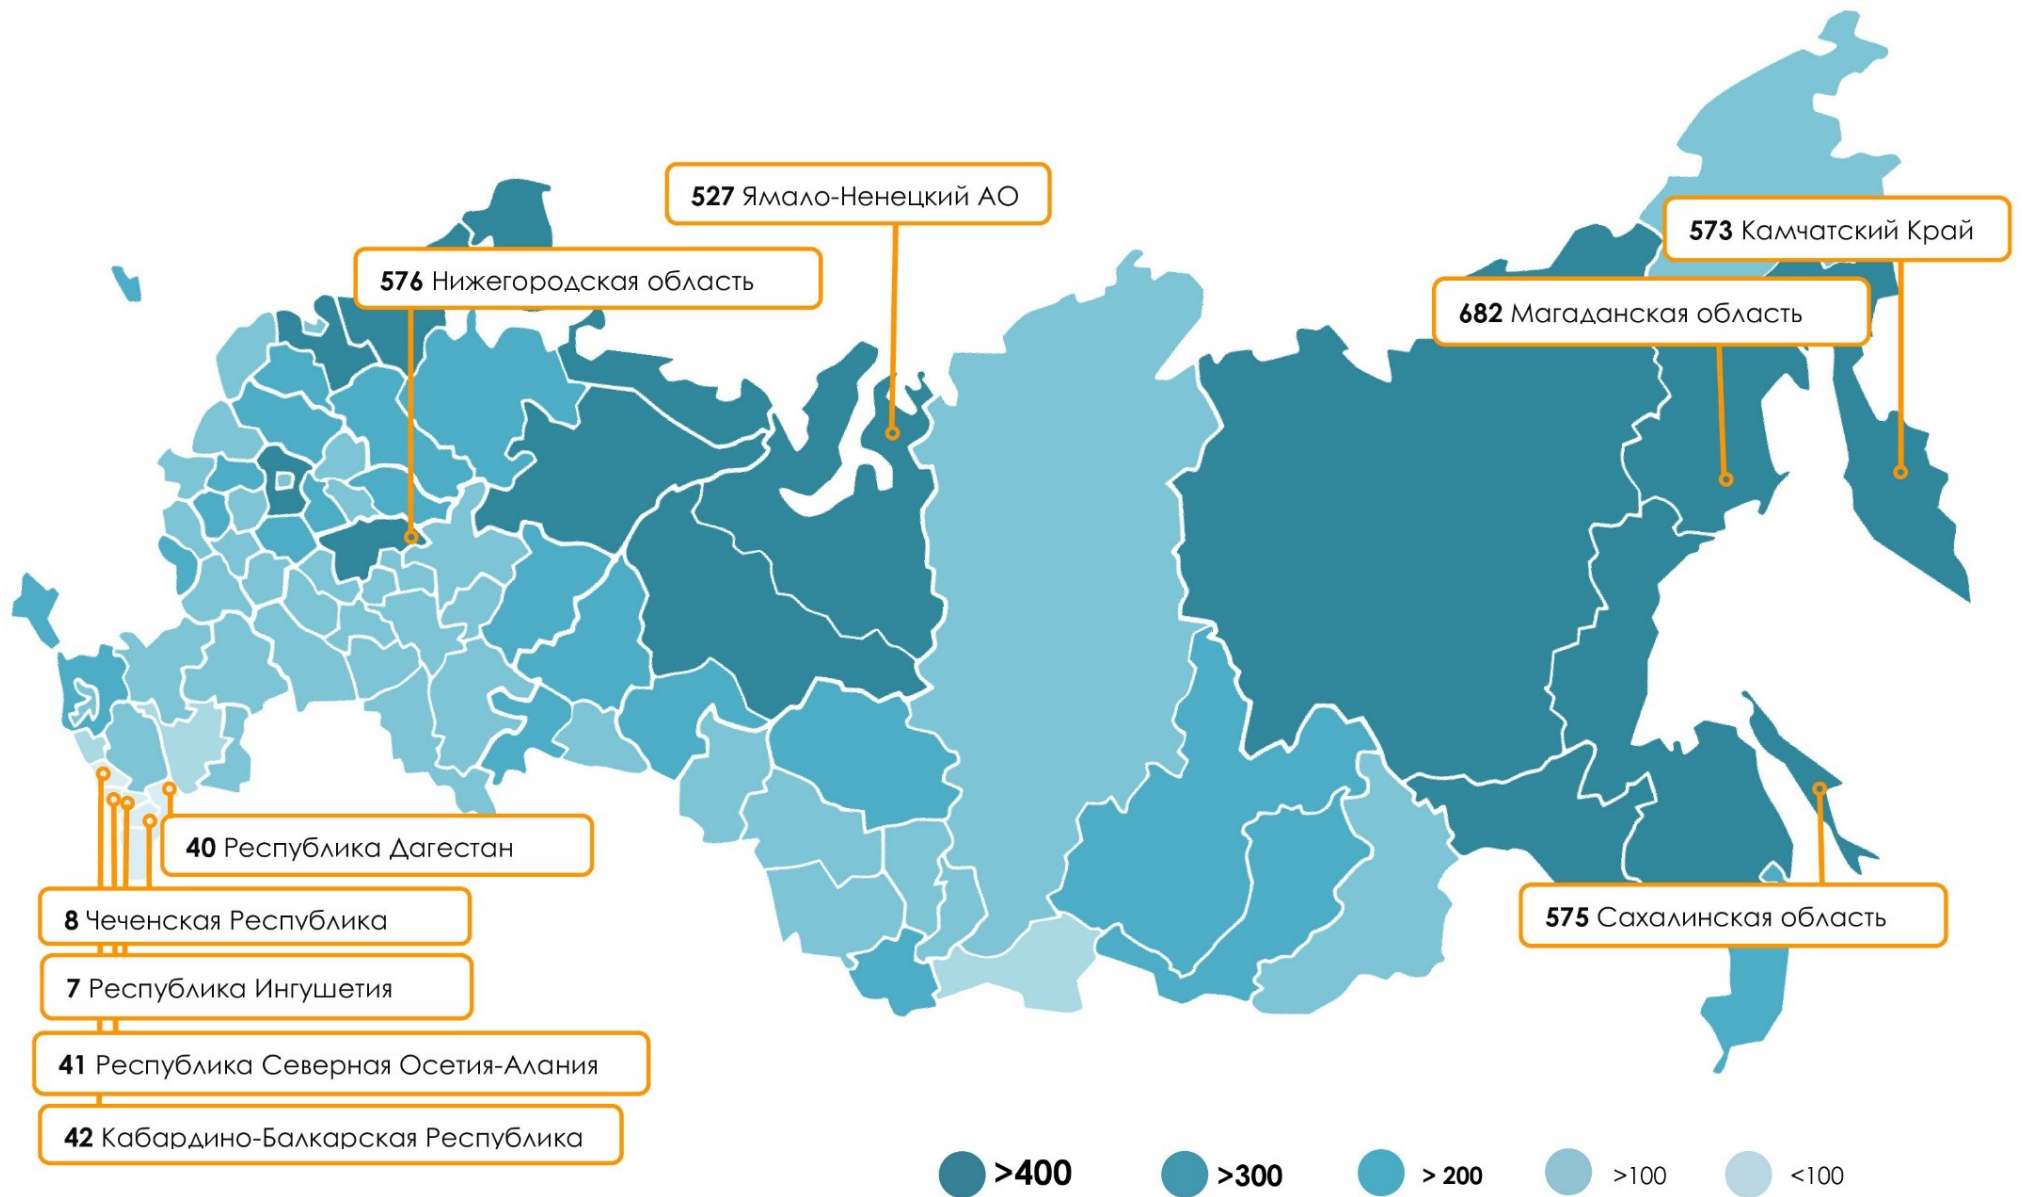 527 Ямало-Ненецкий АО
573 Камчатский Край
576 Нижегородская область
682 Магаданская область
40 Республика Дагестан
8 Чеченская Республика
575 Сахалинская область
7 Республика Ингушетия
41 Республика Северная Осетия-Алания
42 Кабардино-Балкарская Республика
>400 >300 > 200 >100 <100